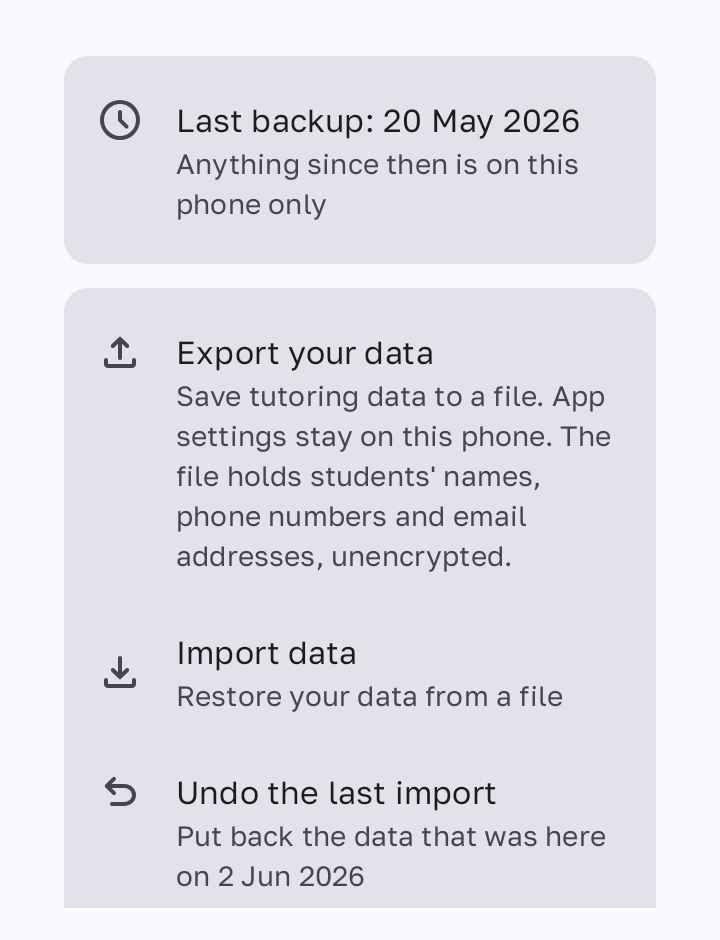 Last backup: 20 May 2026
Anything since then is on this
phone only
Export your data
Save tutoring data to a file. App
settings stay on this phone. The
file holds students' names,
phone numbers and email
addresses, unencrypted.
Import data
Restore your data from a file
Undo the last import
Put back the data that was here
on 2 Jun 2026